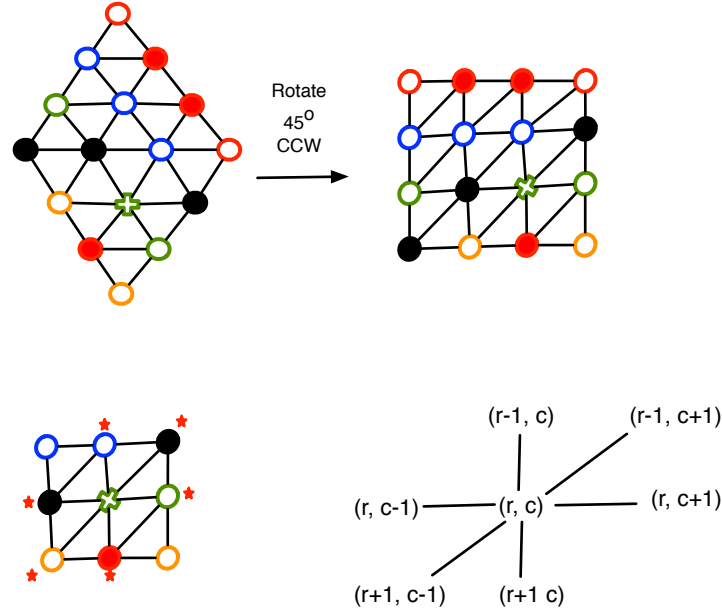 Rotate
45°
CCW
(r-1, c)
(r-1, c+1)
(r, c-1)
(r, c)
(r, c+1)
(r+1, c-1)
(r+1 c)